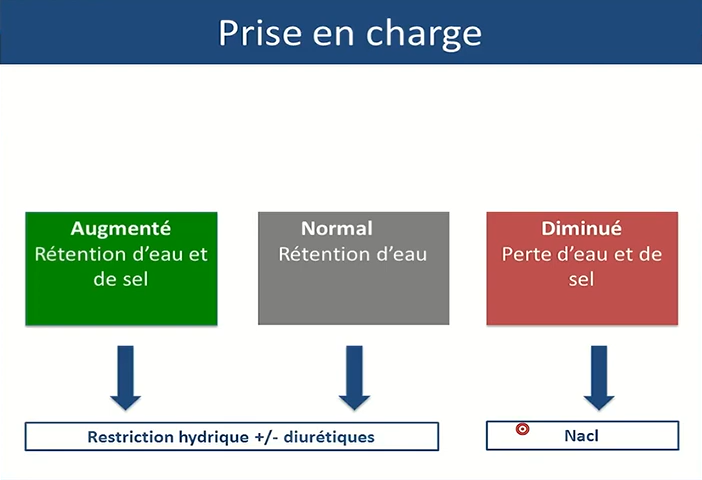 Prise en charge
Augmenté
Rétention d'eau et
de sel
Normal
Rétention d'eau
Diminué
Perte d'eau et de
sel
Restriction hydrique +/- diurétiques
Nacl